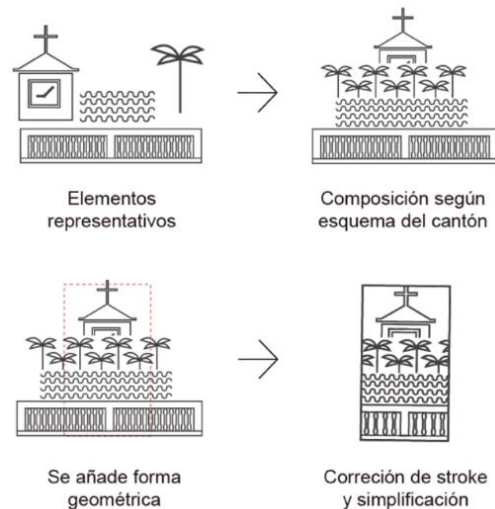 Elementos
representativos
Composición según
esquema del cantón
Se añade forma
geométrica
Correción de stroke
y simplificación